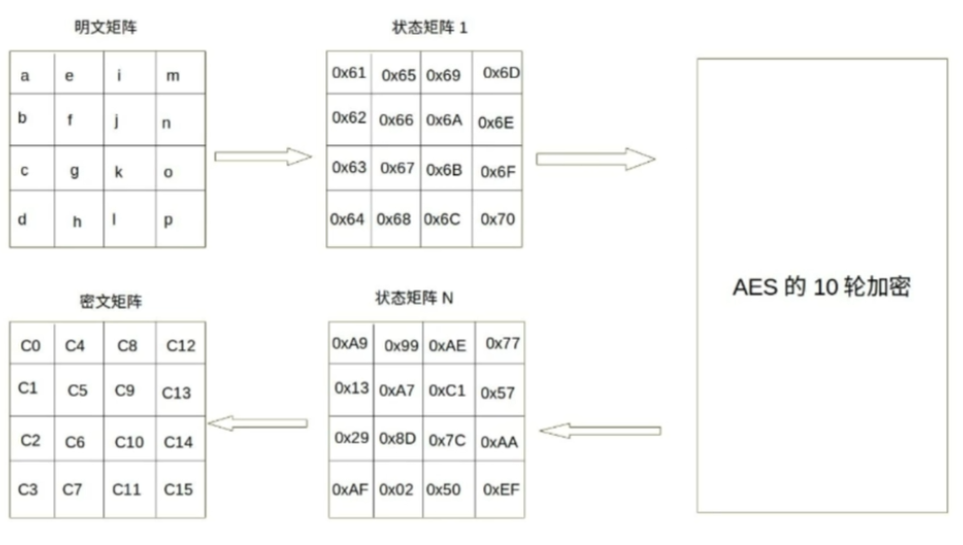 明文矩阵
a e i m
b f j n
c g k o
d h l p
状态矩阵 1
0x61 0x65 0x69 0x6D
0x62 0x66 0x6A 0x6E
0x63 0x67 0x6B 0x6F
0x64 0x68 0x6C 0x70
AES 的 10 轮加密
密文矩阵
C0 C4 C8 C12
C1 C5 C9 C13
C2 C6 C10 C14
C3 C7 C11 C15
状态矩阵 N
0xA9 0x99 0xAE 0x77
0x13 0xA7 0xC1 0x57
0x29 0x8D 0x7C 0xAA
0xAF 0x02 0x50 0xEF